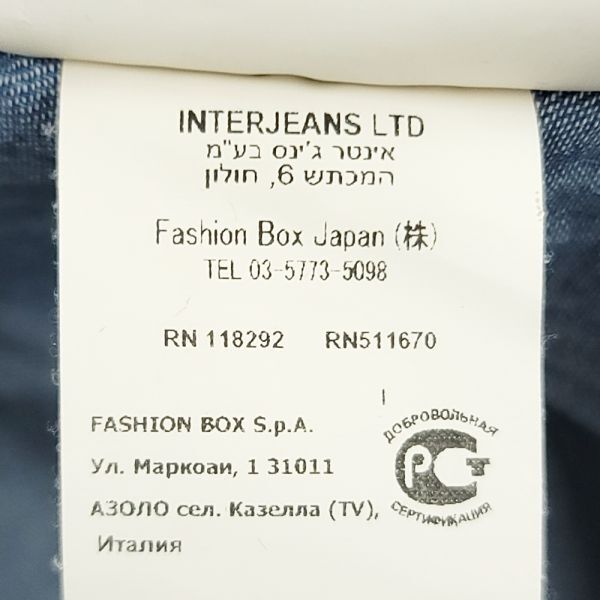 INTERJEANS LTD
אינטר ג'ינס בע"מ
המכתש 6, חולון
Fashion Box Japan (株)
TEL 03-5773-5098
RN 118292 RN511670
FASHION BOX S.p.A.
Ул. Маркоаи, 1 31011
АЗОЛО сел. Казелла (TV),
Италия
ДОБРОВОЛЬНАЯ
РСТ
СЕРТИФИКАЦИЯ